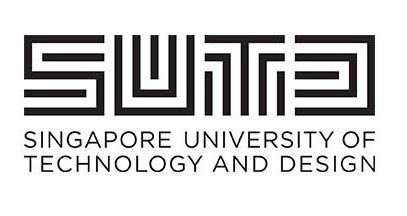 SUTD
SINGAPORE UNIVERSITY OF
TECHNOLOGY AND DESIGN